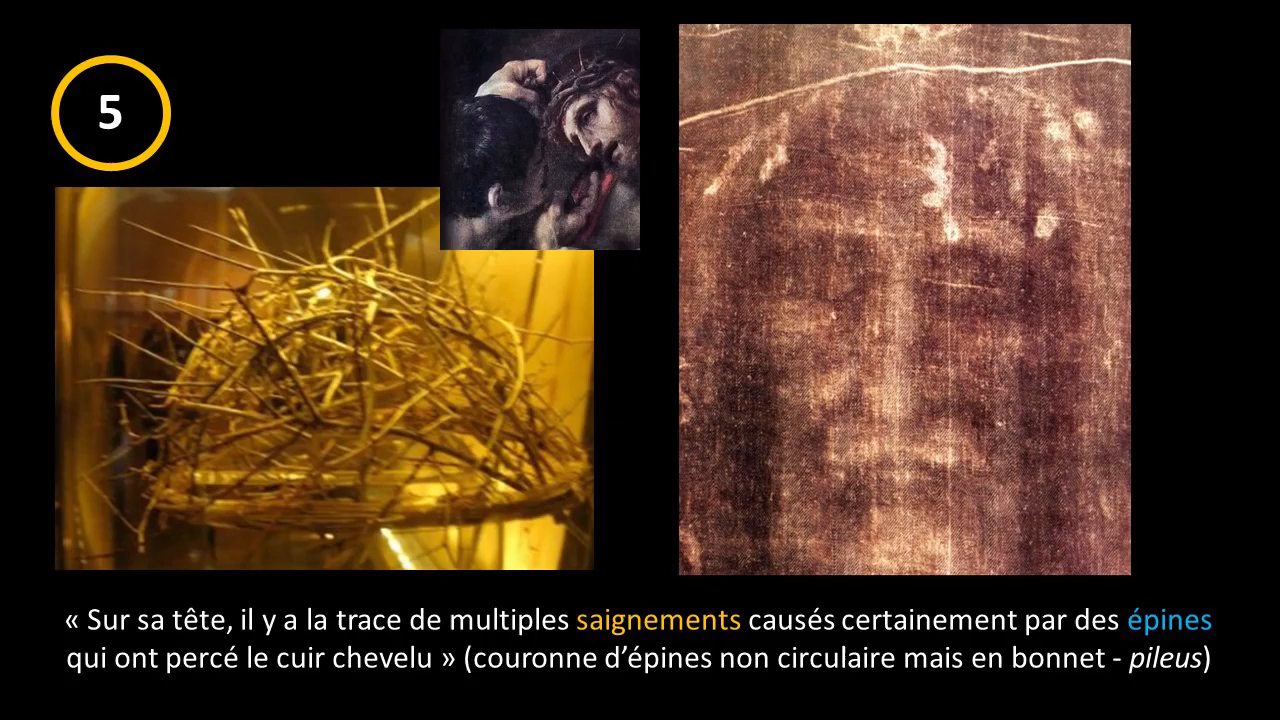 5
« Sur sa tête, il y a la trace de multiples saignements causés certainement par des épines
qui ont percé le cuir chevelu » (couronne d’épines non circulaire mais en bonnet - pileus)